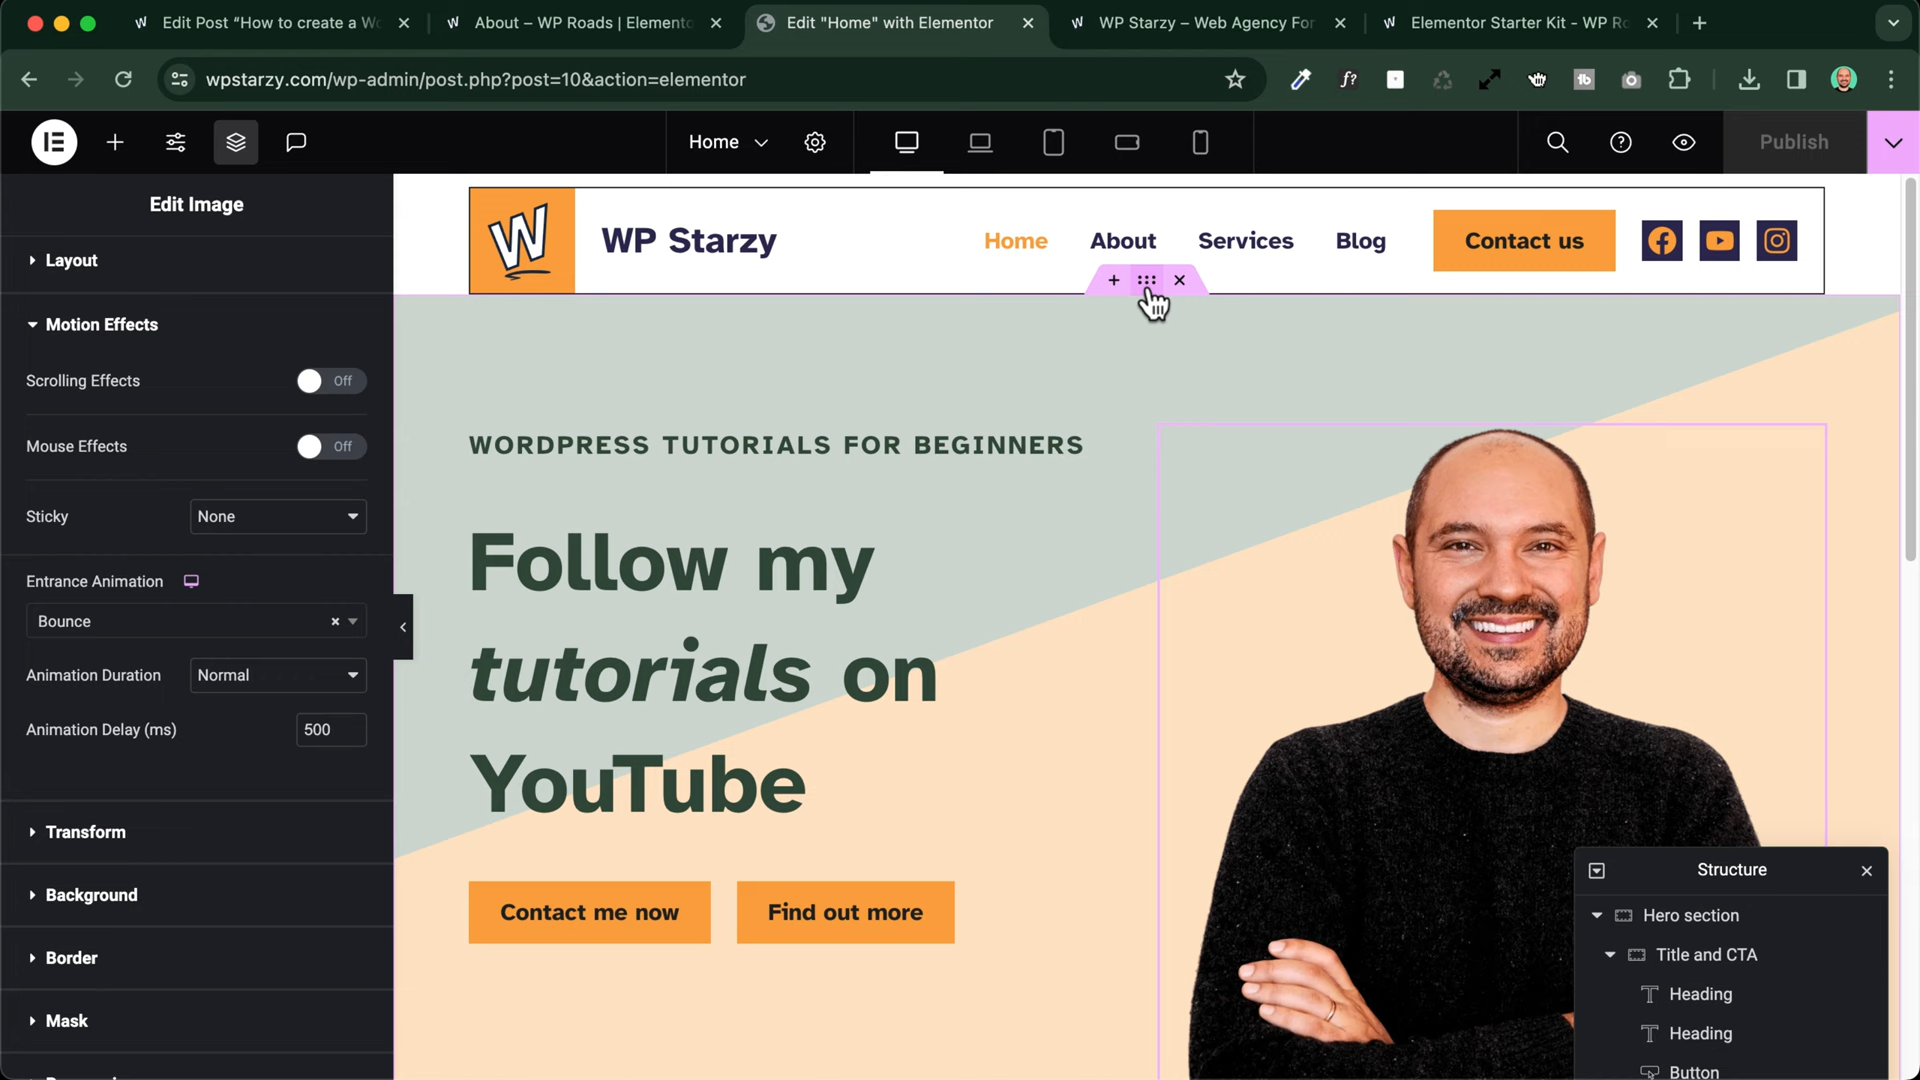 Edit Post “How to create a Wo
About – WP Roads | Elemento
Edit "Home" with Elementor
WP Starzy – Web Agency For
Elementor Starter Kit - WP Ro
wpstarzy.com/wp-admin/post.php?post=10&action=elementor
f?
tb
Home
Publish
Edit Image
Layout
Motion Effects
Scrolling Effects
Off
Mouse Effects
Off
Sticky
None
Entrance Animation
Bounce
Animation Duration
Normal
Animation Delay (ms)
500
Transform
Background
Border
Mask
W
WP Starzy
Home
About
Services
Blog
Contact us
WORDPRESS TUTORIALS FOR BEGINNERS
Follow my
tutorials on
YouTube
Contact me now
Find out more
Structure
Hero section
Title and CTA
Heading
Heading
Button